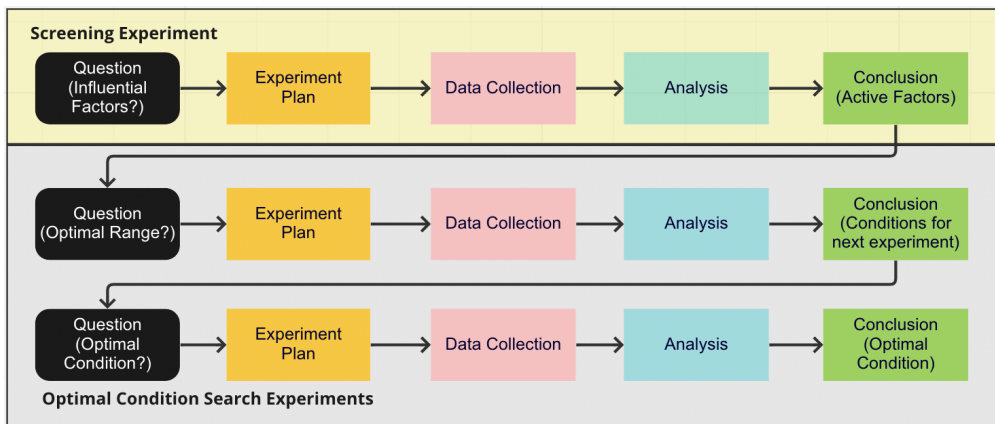 Screening Experiment
Question
(Influential
Factors?)
Experiment
Plan
Data Collection
Analysis
Conclusion
(Active Factors)
Question
(Optimal Range?)
Experiment
Plan
Data Collection
Analysis
Conclusion
(Conditions for
next experiment)
Question
(Optimal
Condition?)
Experiment
Plan
Data Collection
Analysis
Conclusion
(Optimal
Condition)
Optimal Condition Search Experiments